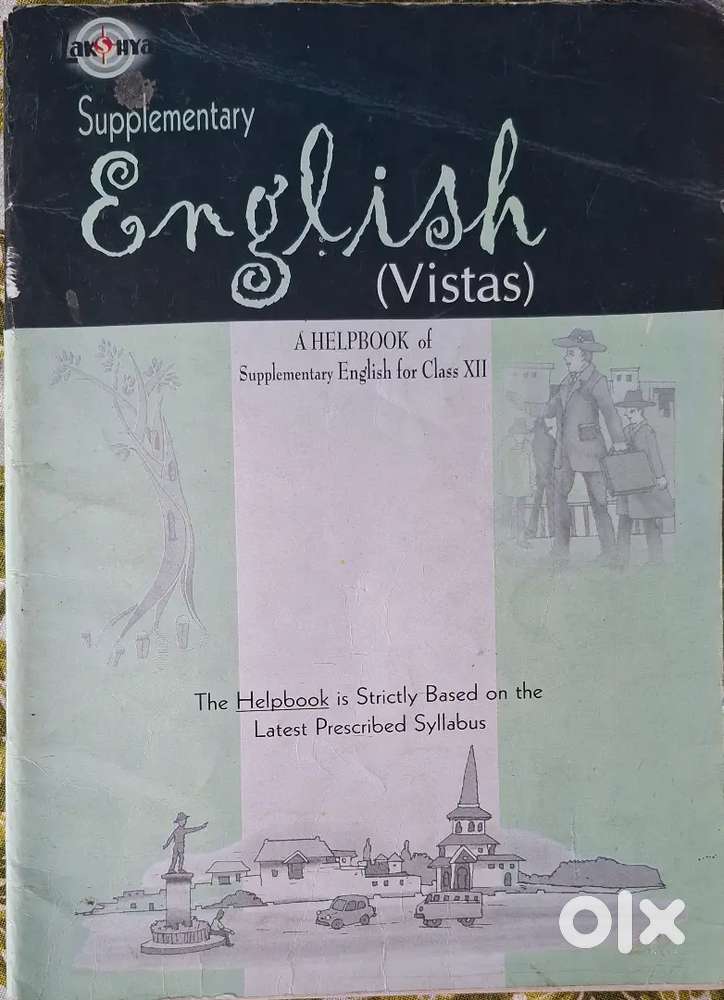 LakSHya
Supplementary
English
(Vistas)
A HELPBOOK of
Supplementary English for Class XII
The Helpbook is Strictly Based on the
Latest Prescribed Syllabus
olx